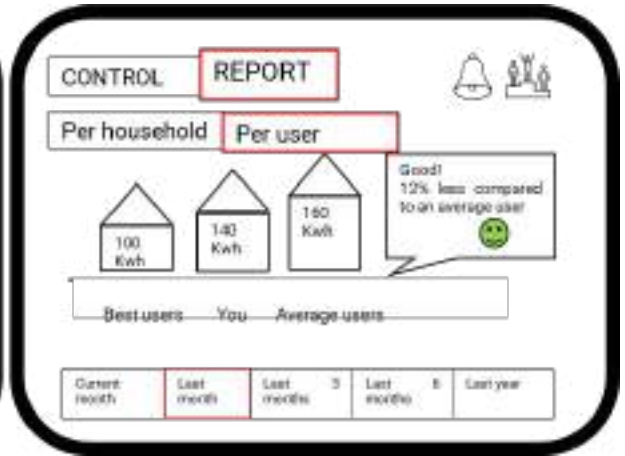 CONTROL REPORT
Per household Per user
Good!
12% less compared
to an average user
100
Kwh
140
Kwh
160
Kwh
Best users You Average users
Current
month
Last
month
Last 3
months
Last 6
months
Last year